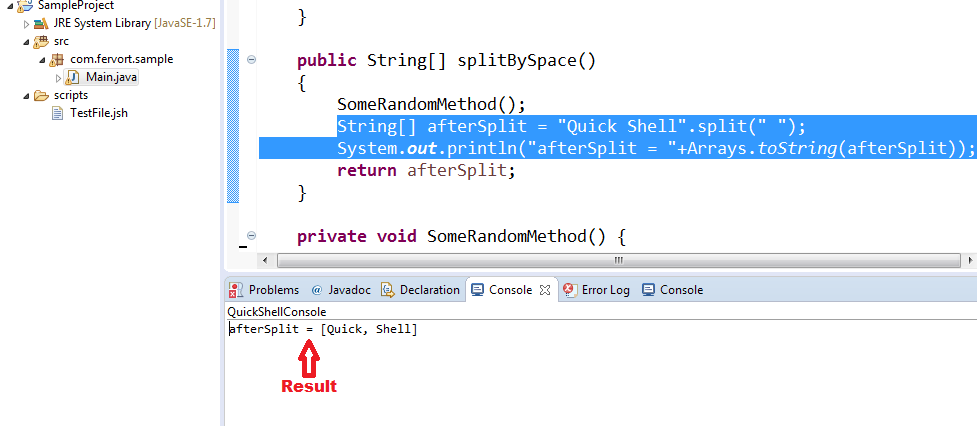 SampleProject
JRE System Library [JavaSE-1.7]
src
com.fervort.sample
Main.java
scripts
TestFile.jsh
}
public String[] splitBySpace()
{
SomeRandomMethod();
String[] afterSplit = "Quick Shell".split(" ");
System.out.println("afterSplit = "+Arrays.toString(afterSplit));
return afterSplit;
}
private void SomeRandomMethod() {
Problems @ Javadoc Declaration Console Error Log Console
QuickShellConsole
afterSplit = [Quick, Shell]
Result